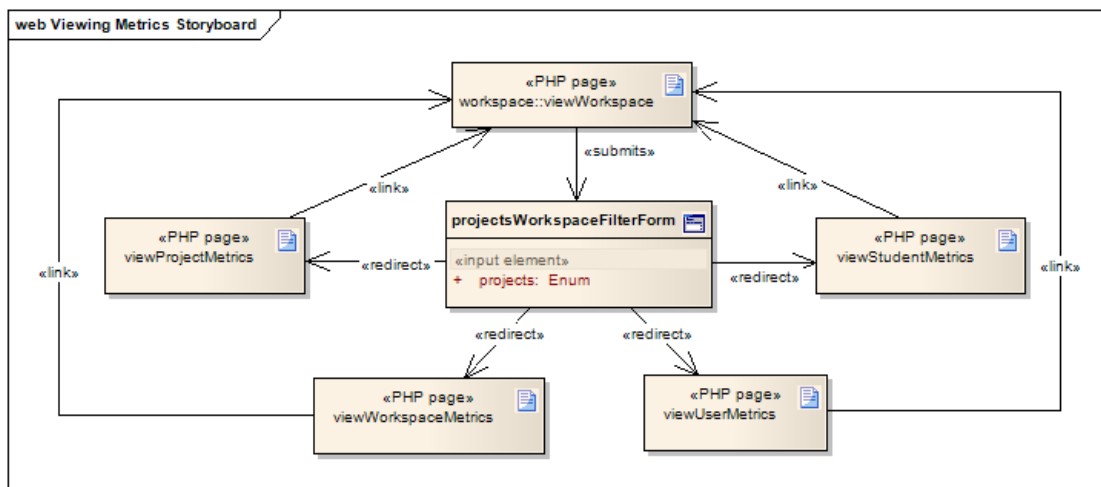 web Viewing Metrics Storyboard
«PHP page»
workspace::viewWorkspace
«submits»
«link»
«link»
projectsWorkspaceFilterForm
«input element»
+ projects: Enum
«PHP page»
viewProjectMetrics
«PHP page»
viewStudentMetrics
«link»
«redirect»
«redirect»
«link»
«redirect»
«redirect»
«PHP page»
viewWorkspaceMetrics
«PHP page»
viewUserMetrics